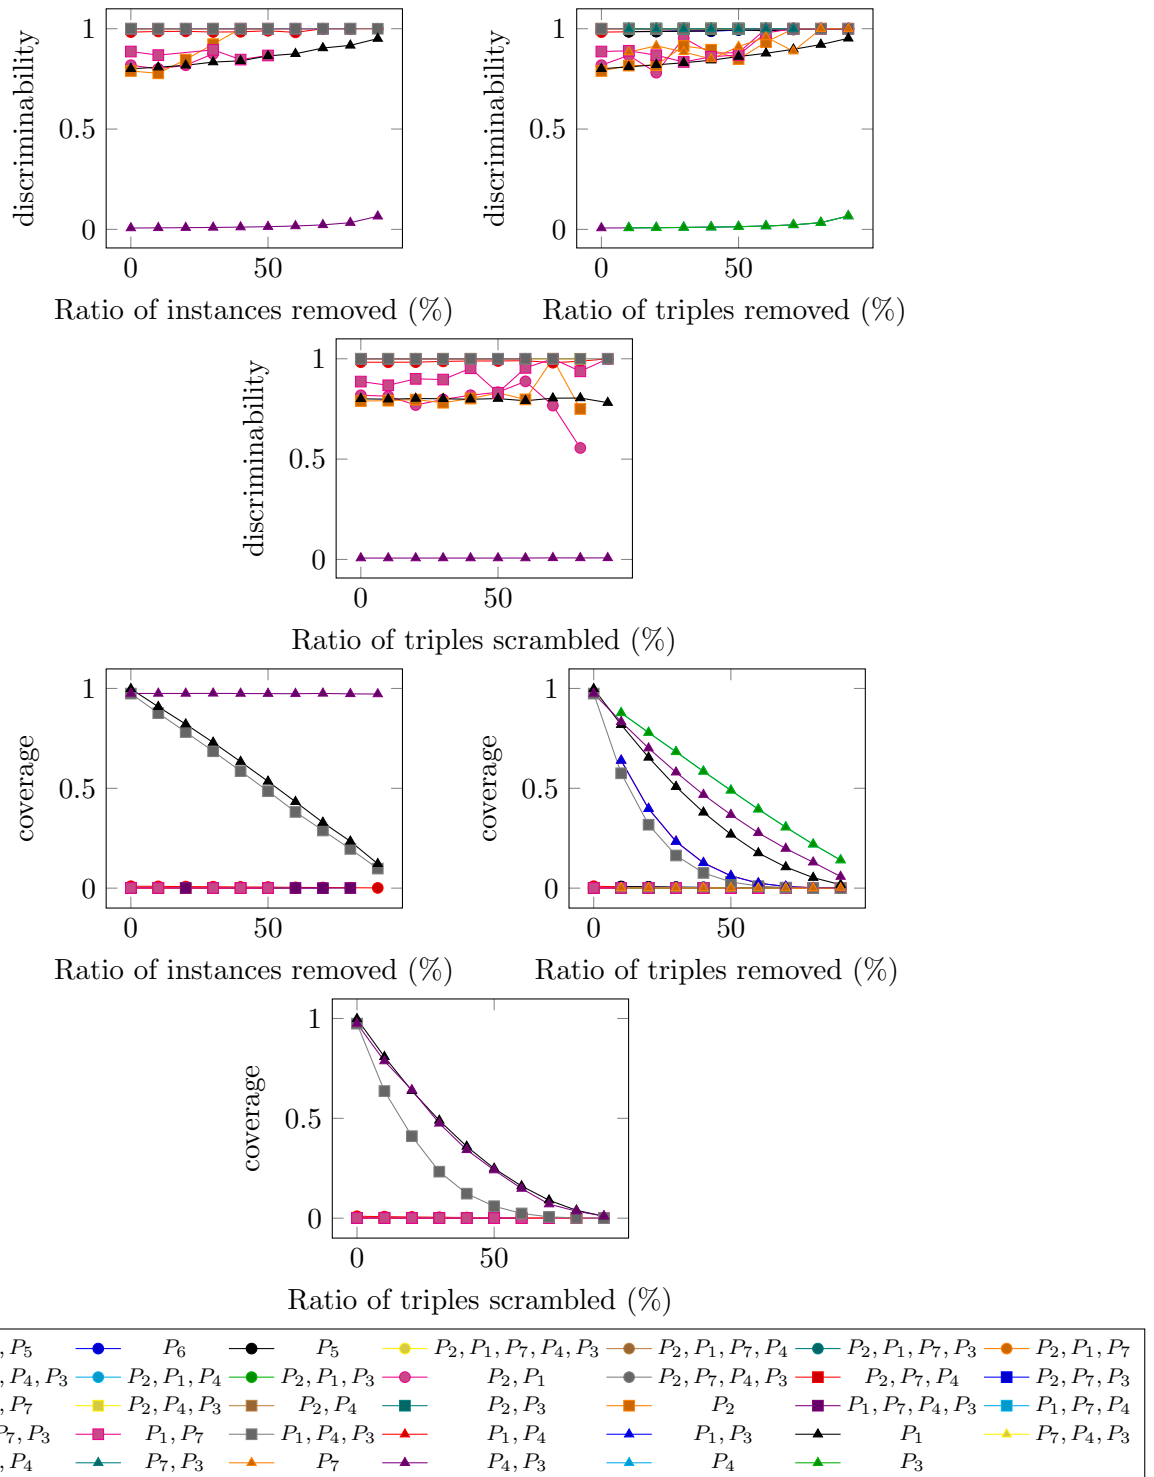 1 1
0.5 0.5
0 0
discriminability discriminability
0 50 0 50
Ratio of instances removed (%) Ratio of triples removed (%)
1
0.5
0
discriminability
0 50
Ratio of triples scrambled (%)
1 1
0.5 0.5
0 0
coverage coverage
0 50 0 50
Ratio of instances removed (%) Ratio of triples removed (%)
1
0.5
0
coverage
0 50
Ratio of triples scrambled (%)
, P5 P6 P5 P2, P1, P7, P4, P3 P2, P1, P7, P4 P2, P1, P7, P3 P2, P1, P7
, P4, P3 P2, P1, P4 P2, P1, P3 P2, P1 P2, P7, P4, P3 P2, P7, P4 P2, P7, P3
, P7 P2, P4, P3 P2, P4 P2, P3 P2 P1, P7, P4, P3 P1, P7, P4
P7, P3 P1, P7 P1, P4, P3 P1, P4 P1, P3 P1 P7, P4, P3
, P4 P7, P3 P7 P4, P3 P4 P3